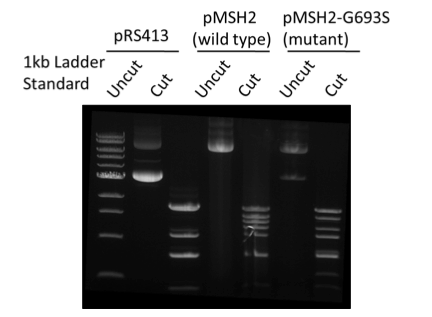 pRS413
pMSH2
(wild type)
pMSH2-G693S
(mutant)
1kb Ladder
Standard
Uncut
Cut
Uncut
Cut
Uncut
Cut